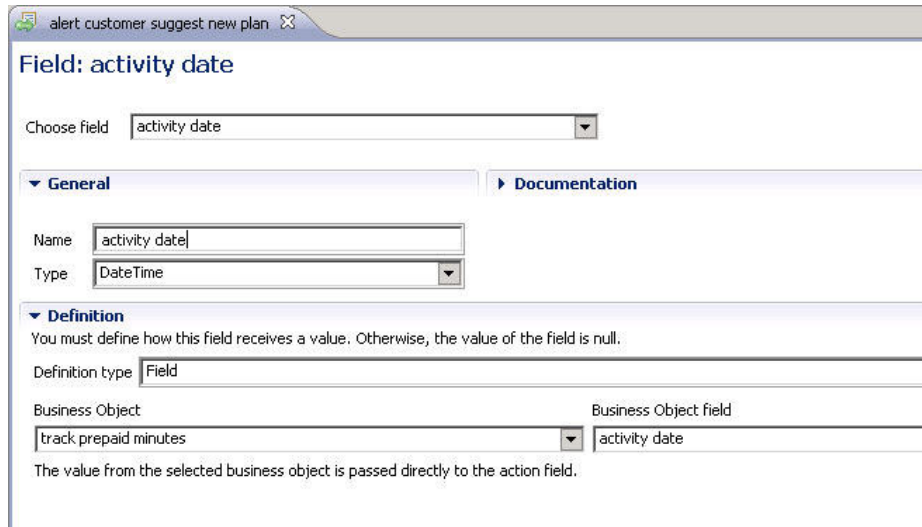 alert customer suggest new plan
Field: activity date
Choose field activity date
General Documentation
Name activity date
Type DateTime
Definition
You must define how this field receives a value. Otherwise, the value of the field is null.
Definition type Field
Business Object Business Object field
track prepaid minutes activity date
The value from the selected business object is passed directly to the action field.